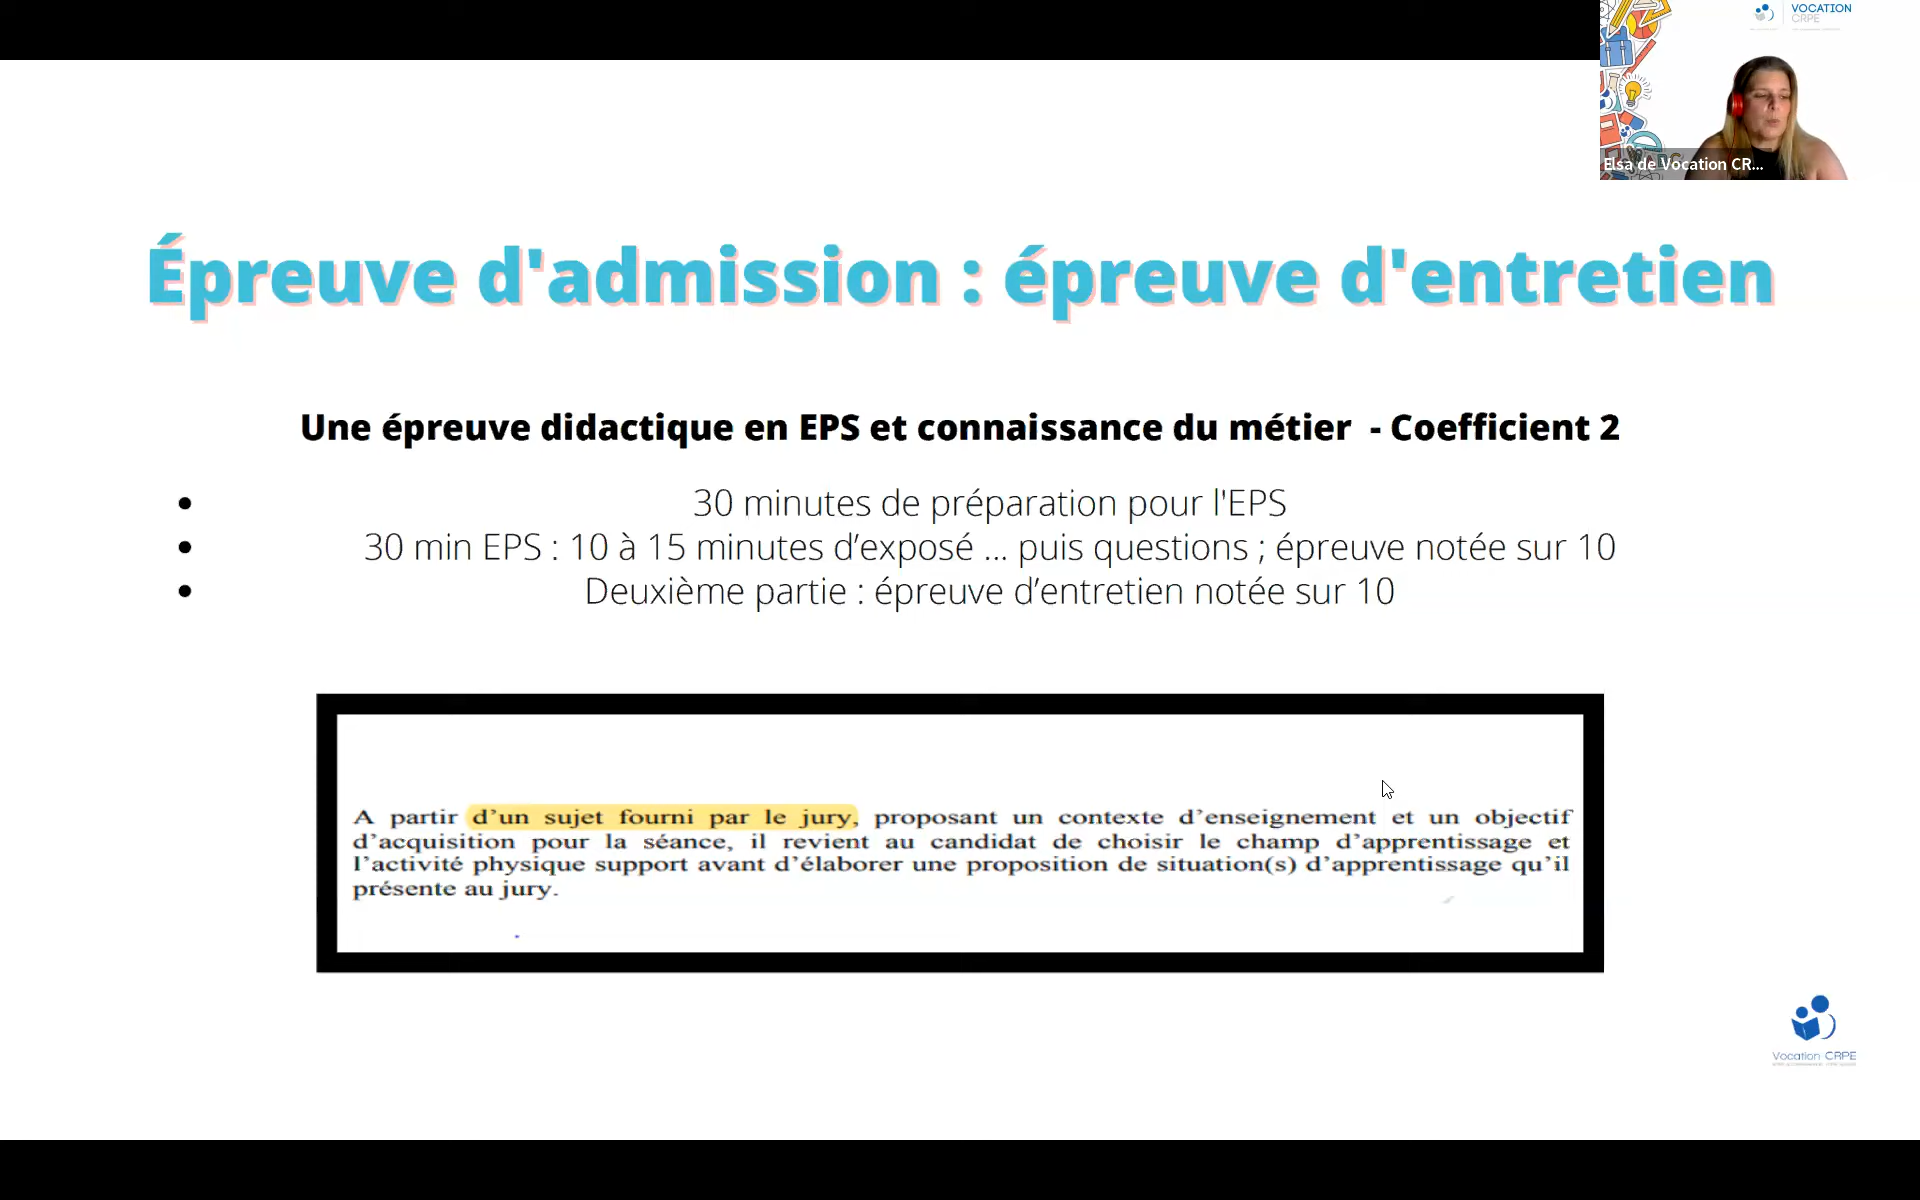 VOCATION
CRPE
Elsa de Vocation CR...
Épreuve d'admission : épreuve d'entretien
Une épreuve didactique en EPS et connaissance du métier - Coefficient 2
• 30 minutes de préparation pour l'EPS
• 30 min EPS : 10 à 15 minutes d’exposé ... puis questions ; épreuve notée sur 10
• Deuxième partie : épreuve d’entretien notée sur 10
A partir d’un sujet fourni par le jury, proposant un contexte d’enseignement et un objectif
d’acquisition pour la séance, il revient au candidat de choisir le champ d’apprentissage et
l’activité physique support avant d’élaborer une proposition de situation(s) d’apprentissage qu’il
présente au jury.
Vocation CRPE